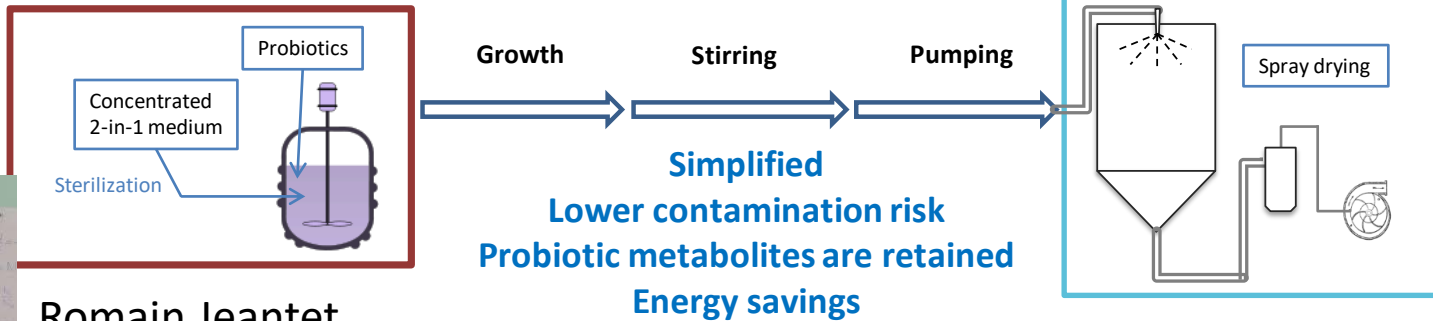 Probiotics
Concentrated
2-in-1 medium
Sterilization
Growth
Stirring
Pumping
Spray drying
Simplified
Lower contamination risk
Probiotic metabolites are retained
Energy savings
Romain Jeantet